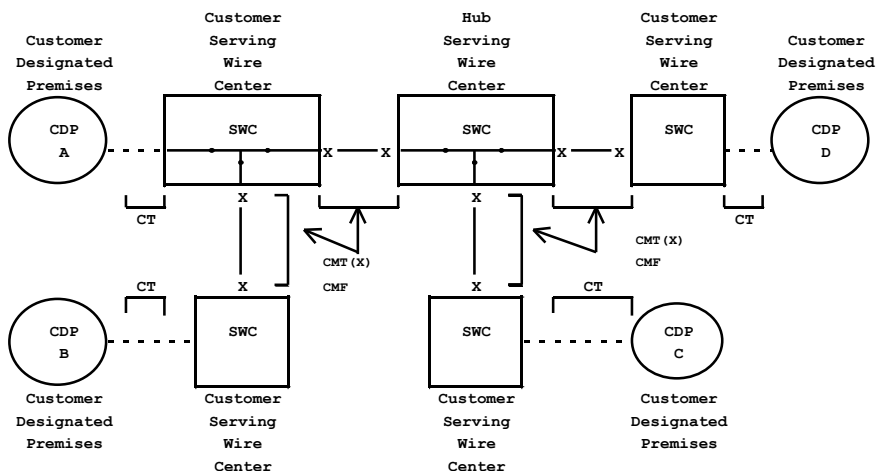 Customer
Serving
Wire
Center
Hub
Serving
Wire
Center
Customer
Serving
Wire
Center
Customer
Designated
Premises
Customer
Designated
Premises
CDP
A
SWC
X
X
SWC
X
X
SWC
CDP
D
CT
X
X
CT
CMT(X)
CMF
CMT(X)
CMF
CT
X
X
CT
CDP
B
SWC
SWC
CDP
C
Customer
Designated
Premises
Customer
Serving
Wire
Center
Customer
Serving
Wire
Center
Customer
Designated
Premises